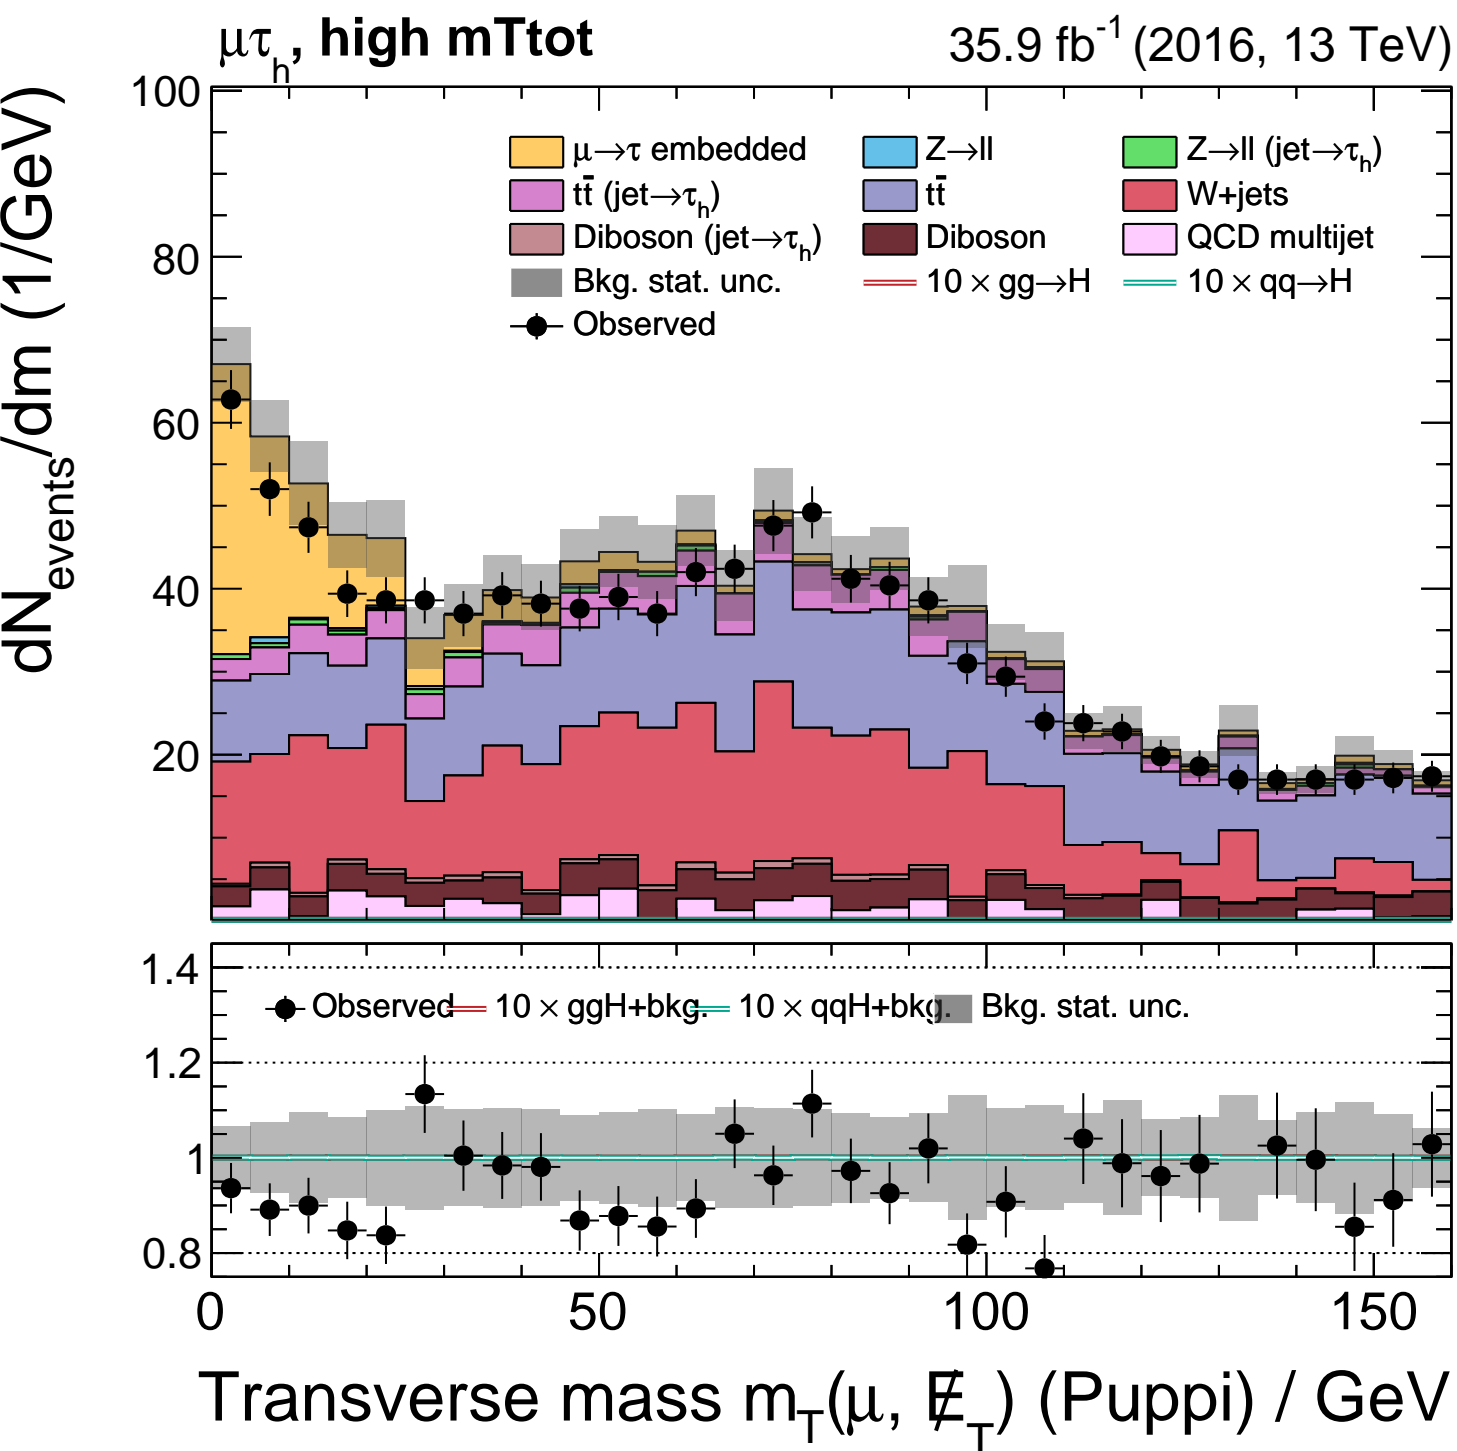 μτh, high mTtot 35.9 fb-1 (2016, 13 TeV)
dNevents/dm (1/GeV)
100
80
60
40
20
μ→τ embedded Z→ll Z→ll (jet→τh)
tt̄ (jet→τh) tt̄ W+jets
Diboson (jet→τh) Diboson QCD multijet
Bkg. stat. unc. 10 × gg→H 10 × qq→H
Observed
1.4
1.2
1
0.8
Observed 10 × ggH+bkg. 10 × qqH+bkg. Bkg. stat. unc.
0 50 100 150
Transverse mass mT(μ, E̸T) (Puppi) / GeV